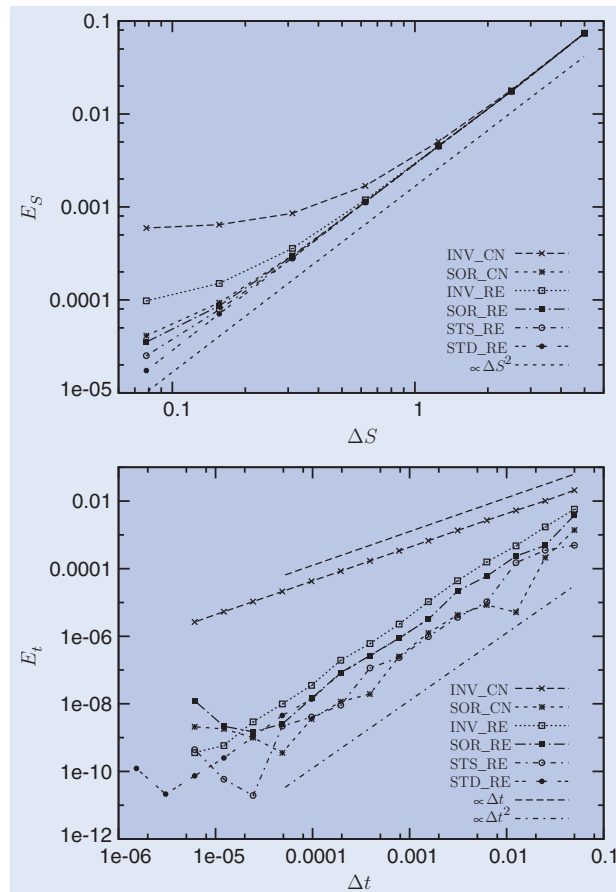 0.1
0.01
0.001
0.0001
1e-05
E_S
INV_CN
SOR_CN
INV_RE
SOR_RE
STS_RE
STD_RE
∝ΔS²
0.1 1
ΔS
0.01
0.0001
1e-06
1e-08
1e-10
1e-12
E_t
INV_CN
SOR_CN
INV_RE
SOR_RE
STS_RE
STD_RE
∝Δt
∝Δt²
1e-06 1e-05 0.0001 0.001 0.01 0.1
Δt